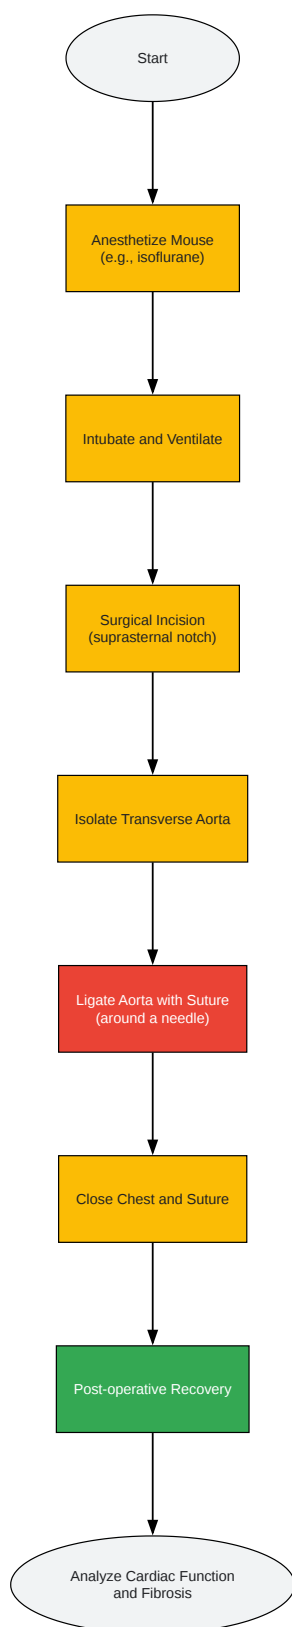 Start
Anesthetize Mouse
(e.g., isoflurane)
Intubate and Ventilate
Surgical Incision
(suprasternal notch)
Isolate Transverse Aorta
Ligate Aorta with Suture
(around a needle)
Close Chest and Suture
Post-operative Recovery
Analyze Cardiac Function
and Fibrosis